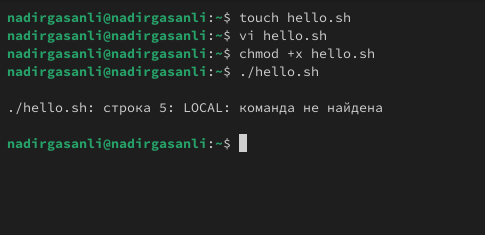 nadirgasanli@nadirgasanli:~$ touch hello.sh
nadirgasanli@nadirgasanli:~$ vi hello.sh
nadirgasanli@nadirgasanli:~$ chmod +x hello.sh
nadirgasanli@nadirgasanli:~$ ./hello.sh
./hello.sh: строка 5: LOCAL: команда не найдена
nadirgasanli@nadirgasanli:~$